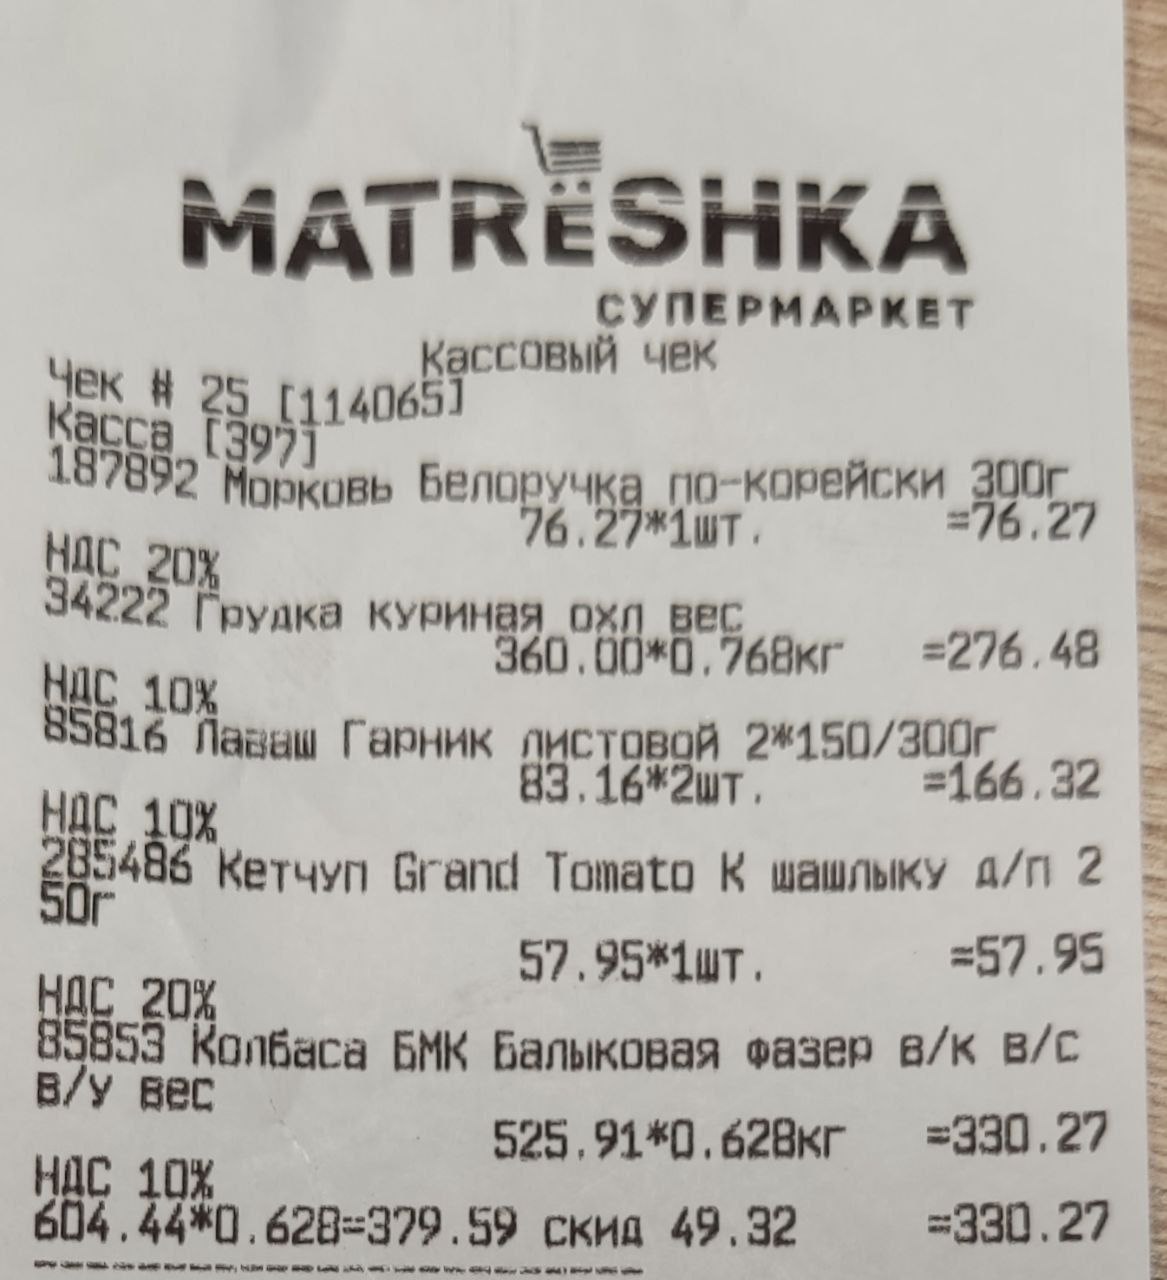 MATRЁSHKA
СУПЕРМАРКЕТ
Кассовый чек
Чек # 25 [114065]
Касса [397]
187892 Морковь Белоручка по-корейски 300г
76.27*1шт. =76.27
НДС 20%
34222 Грудка куриная охл вес
360.00*0.768кг =276.48
НДС 10%
85816 Лаваш Гарник листовой 2*150/300г
83.16*2шт. =166.32
НДС 10%
285486 Кетчуп Grand Tomato К шашлыку д/п 2
50г
57.95*1шт. =57.95
НДС 20%
85853 Колбаса БМК Балыковая фазер в/к в/с
в/у вес
525.91*0.628кг =330.27
НДС 10%
604.44*0.628=379.59 скид 49.32 =330.27